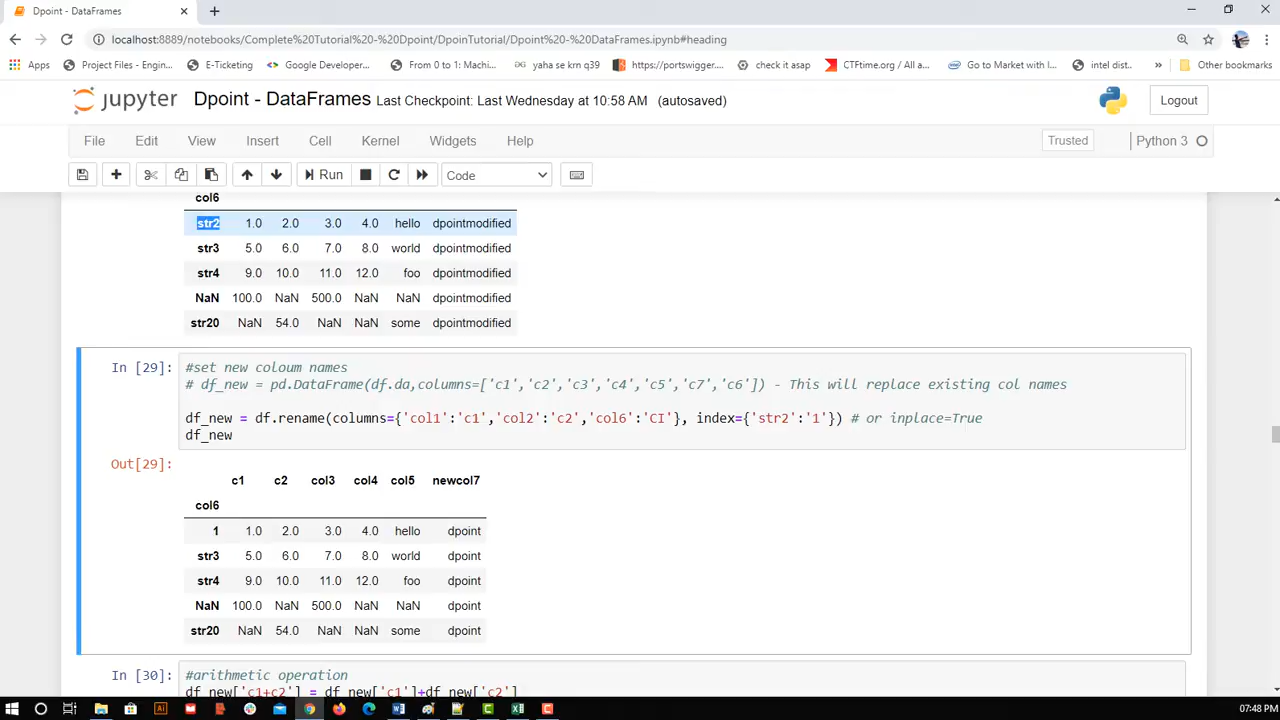 Dpoint - DataFrames
localhost:8889/notebooks/Complete%20Tutorial%20-%20Dpoint/DpoinTutorial/Dpoint%20-%20DataFrames.ipynb#heading
Apps Project Files - Engin... E-Ticketing Google Developer... From 0 to 1: Machi... yaha se krn q39 https://portswigger.... check it asap CTFtime.org / All a... Go to Market with I... intel dist... » Other bookmarks
jupyter Dpoint - DataFrames Last Checkpoint: Last Wednesday at 10:58 AM (autosaved) Logout
File Edit View Insert Cell Kernel Widgets Help Trusted Python 3
Run Code
col6
str2 1.0 2.0 3.0 4.0 hello dpointmodified
str3 5.0 6.0 7.0 8.0 world dpointmodified
str4 9.0 10.0 11.0 12.0 foo dpointmodified
NaN 100.0 NaN 500.0 NaN NaN dpointmodified
str20 NaN 54.0 NaN NaN some dpointmodified
In [29]: #set new coloum names
# df_new = pd.DataFrame(df.da,columns=['c1','c2','c3','c4','c5','c7','c6']) - This will replace existing col names
df_new = df.rename(columns={'col1':'c1','col2':'c2','col6':'CI'}, index={'str2':'1'}) # or inplace=True
df_new
Out[29]:
c1 c2 col3 col4 col5 newcol7
col6
1 1.0 2.0 3.0 4.0 hello dpoint
str3 5.0 6.0 7.0 8.0 world dpoint
str4 9.0 10.0 11.0 12.0 foo dpoint
NaN 100.0 NaN 500.0 NaN NaN dpoint
str20 NaN 54.0 NaN NaN some dpoint
In [30]: #arithmetic operation
df_new['c1+c2'] = df_new['c1']+df_new['c2']
07:48 PM